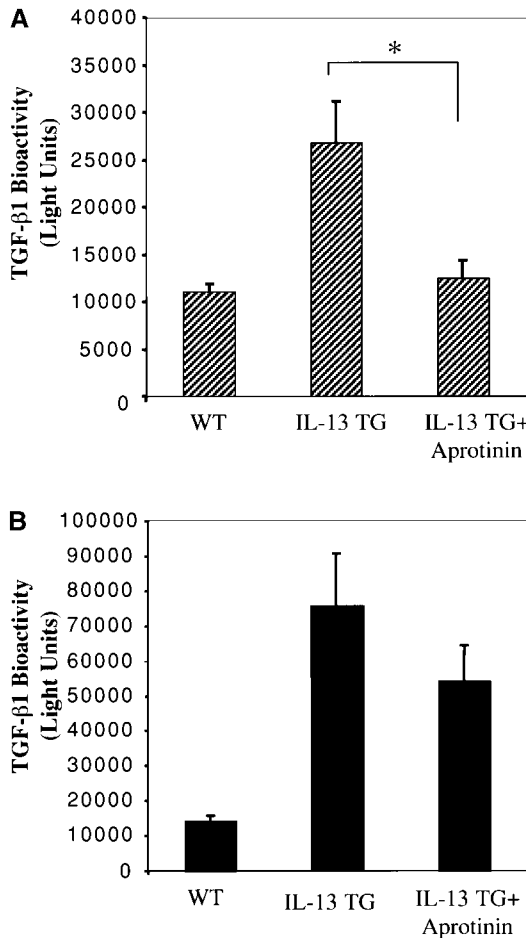 A
TGF-β1 Bioactivity
(Light Units)
40000
35000
30000
25000
20000
15000
10000
5000
0
*
WT
IL-13 TG
IL-13 TG+
Aprotinin
B
TGF-β1 Bioactivity
(Light Units)
100000
90000
80000
70000
60000
50000
40000
30000
20000
10000
0
WT
IL-13 TG
IL-13 TG+
Aprotinin